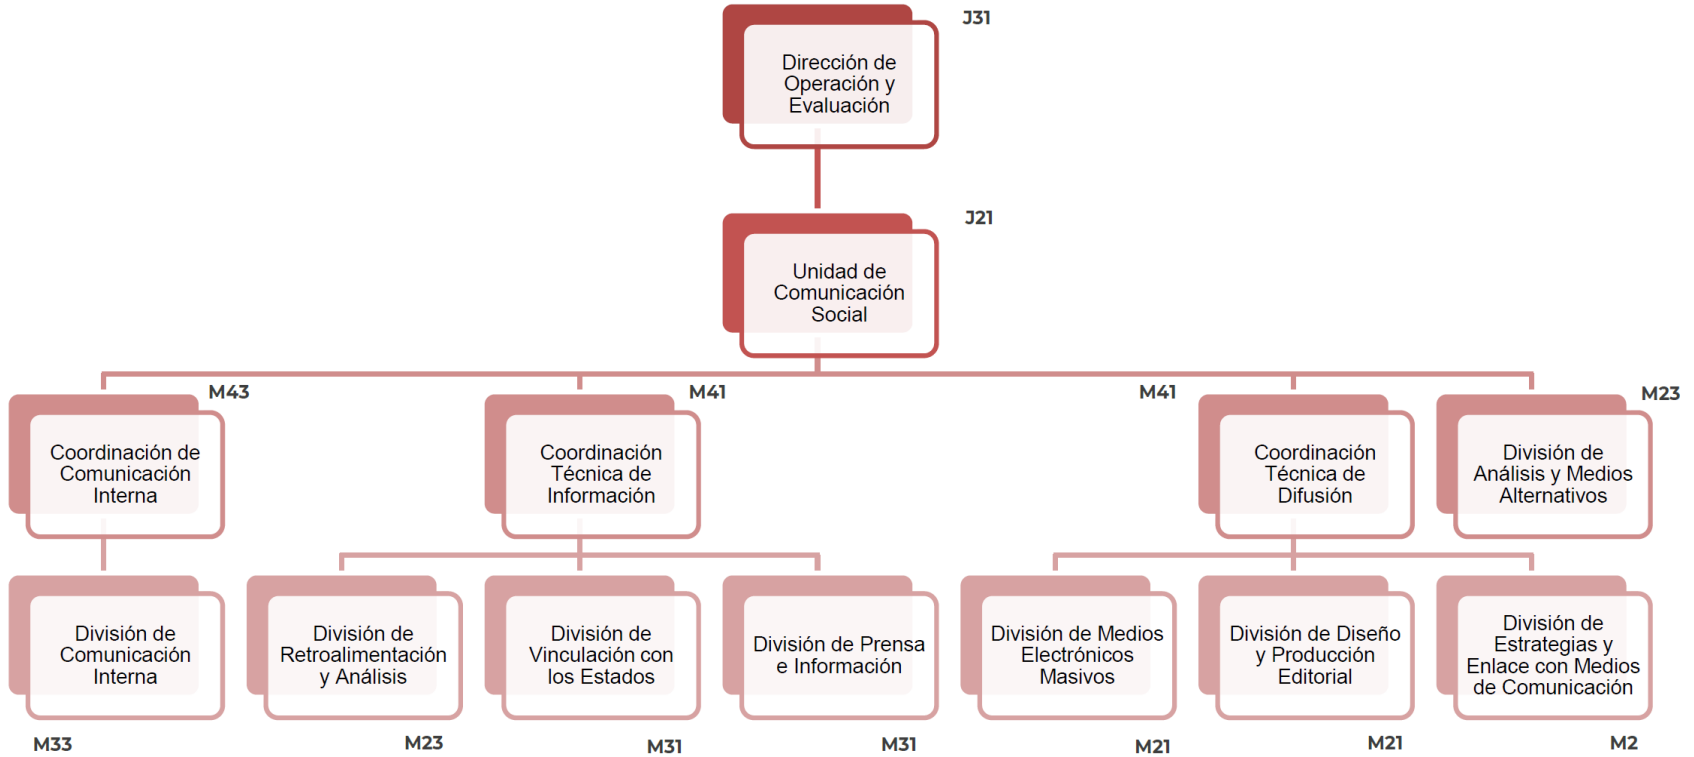 J31
Dirección de
Operación y
Evaluación
J21
Unidad de
Comunicación
Social
M43
Coordinación de
Comunicación
Interna
M41
Coordinación
Técnica de
Información
M41
Coordinación
Técnica de
Difusión
M23
División de
Análisis y Medios
Alternativos
División de
Comunicación
Interna
M33
División de
Retroalimentación
y Análisis
M23
División de
Vinculación con
los Estados
M31
División de Prensa
e Información
M31
División de Medios
Electrónicos
Masivos
M21
División de Diseño
y Producción
Editorial
M21
División de
Estrategias y
Enlace con Medios
de Comunicación
M2